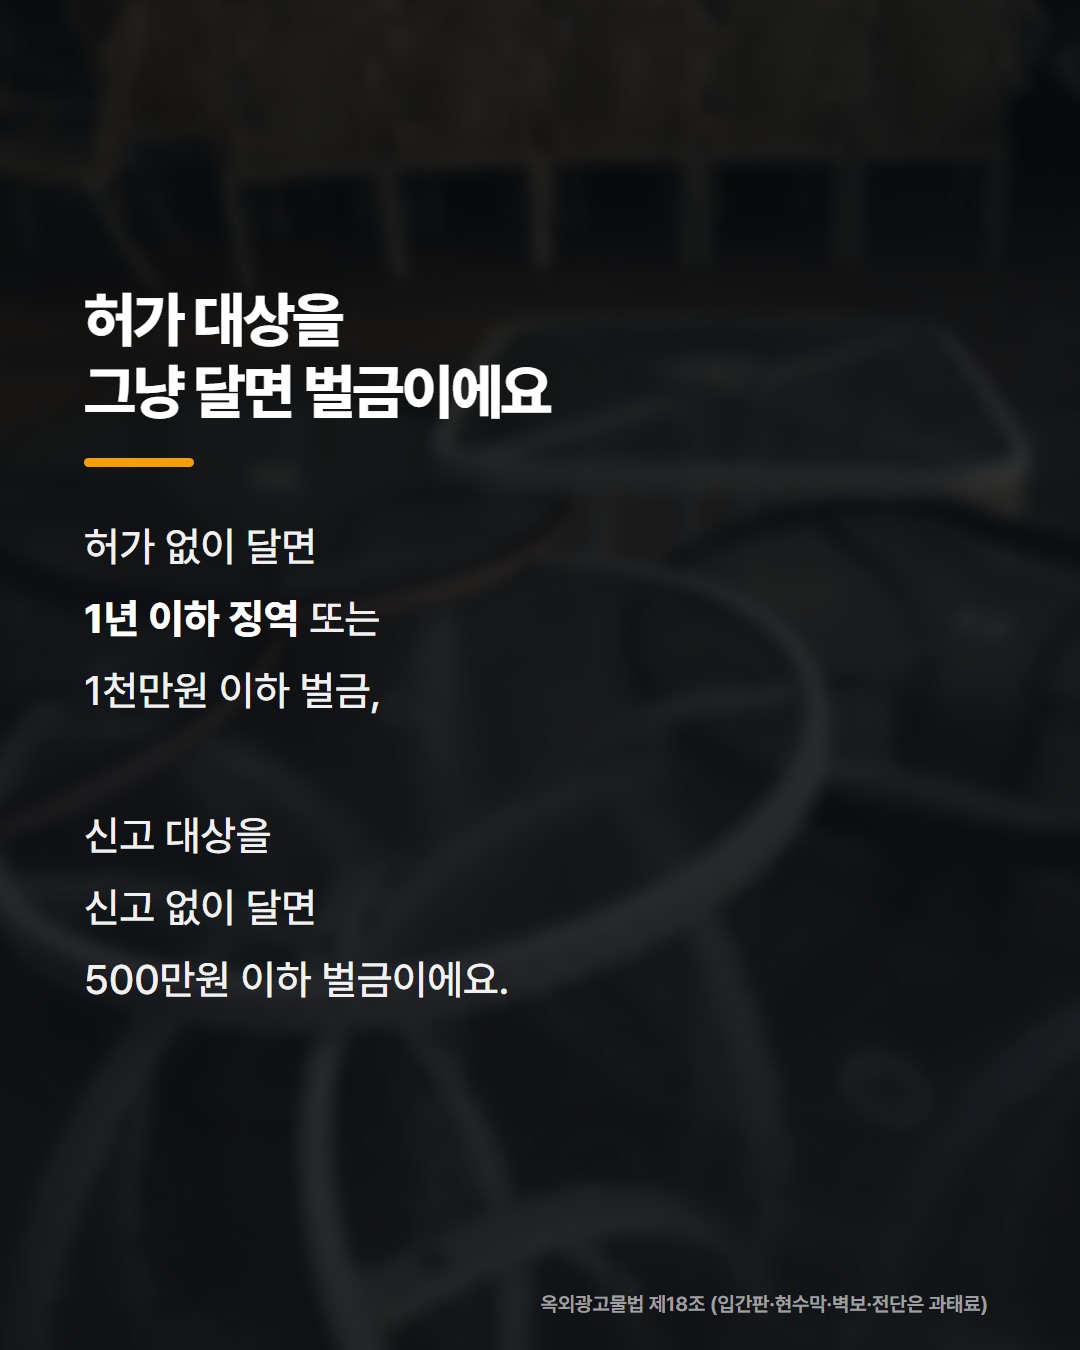 허가 대상을
그냥 달면 벌금이에요
허가 없이 달면
1년 이하 징역 또는
1천만원 이하 벌금,
신고 대상을
신고 없이 달면
500만원 이하 벌금이에요.
옥외광고물법 제18조 (입간판·현수막·벽보·전단은 과태료)